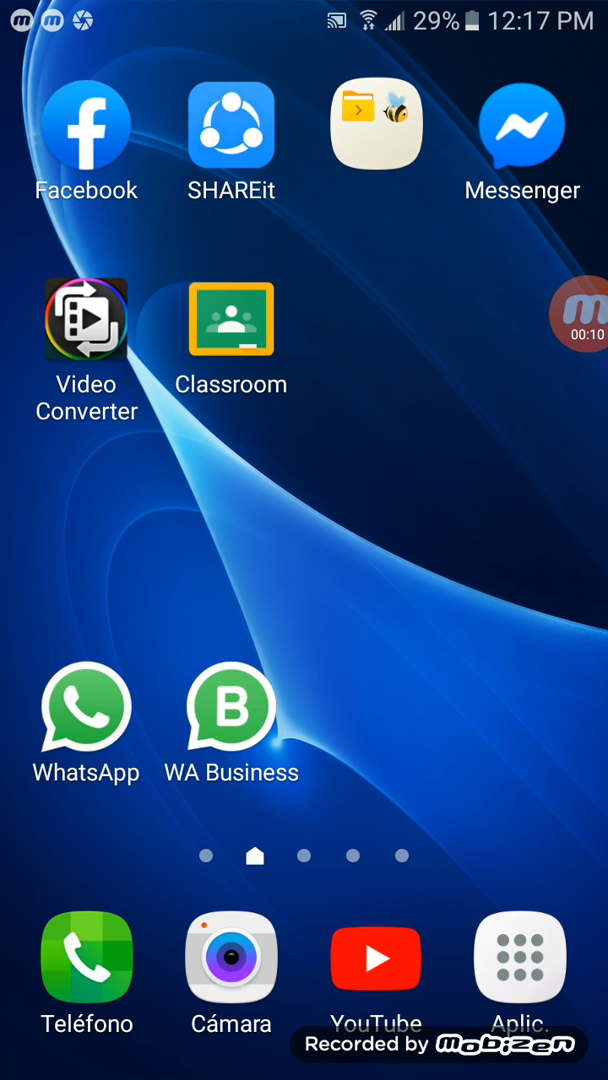 29% 12:17 PM
Facebook
SHAREit
Messenger
00:10
Video
Converter
Classroom
B
WhatsApp
WA Business
Teléfono
Cámara
YouTube
Aplic.
Recorded by mobizen